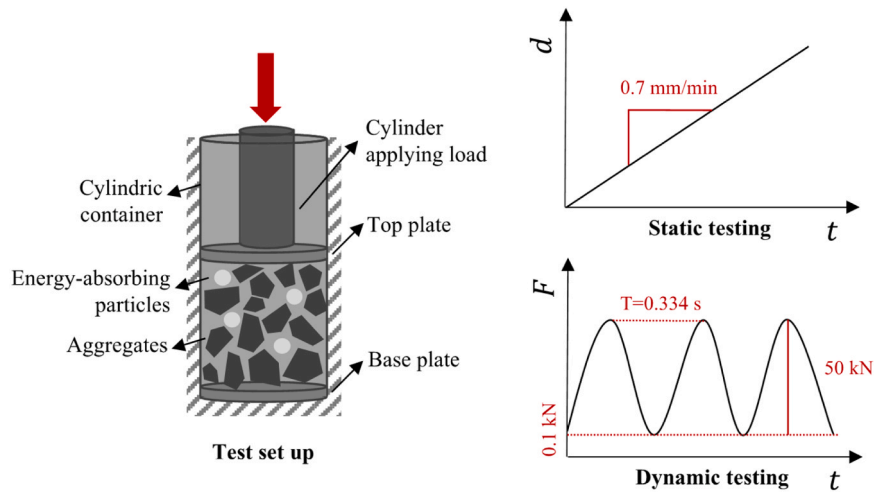 Cylindric
container
Energy-absorbing
particles
Aggregates
Cylinder
applying load
Top plate
Base plate
Test set up
d
0.7 mm/min
Static testing
t
F
T=0.334 s
50 kN
0.1 kN
Dynamic testing
t